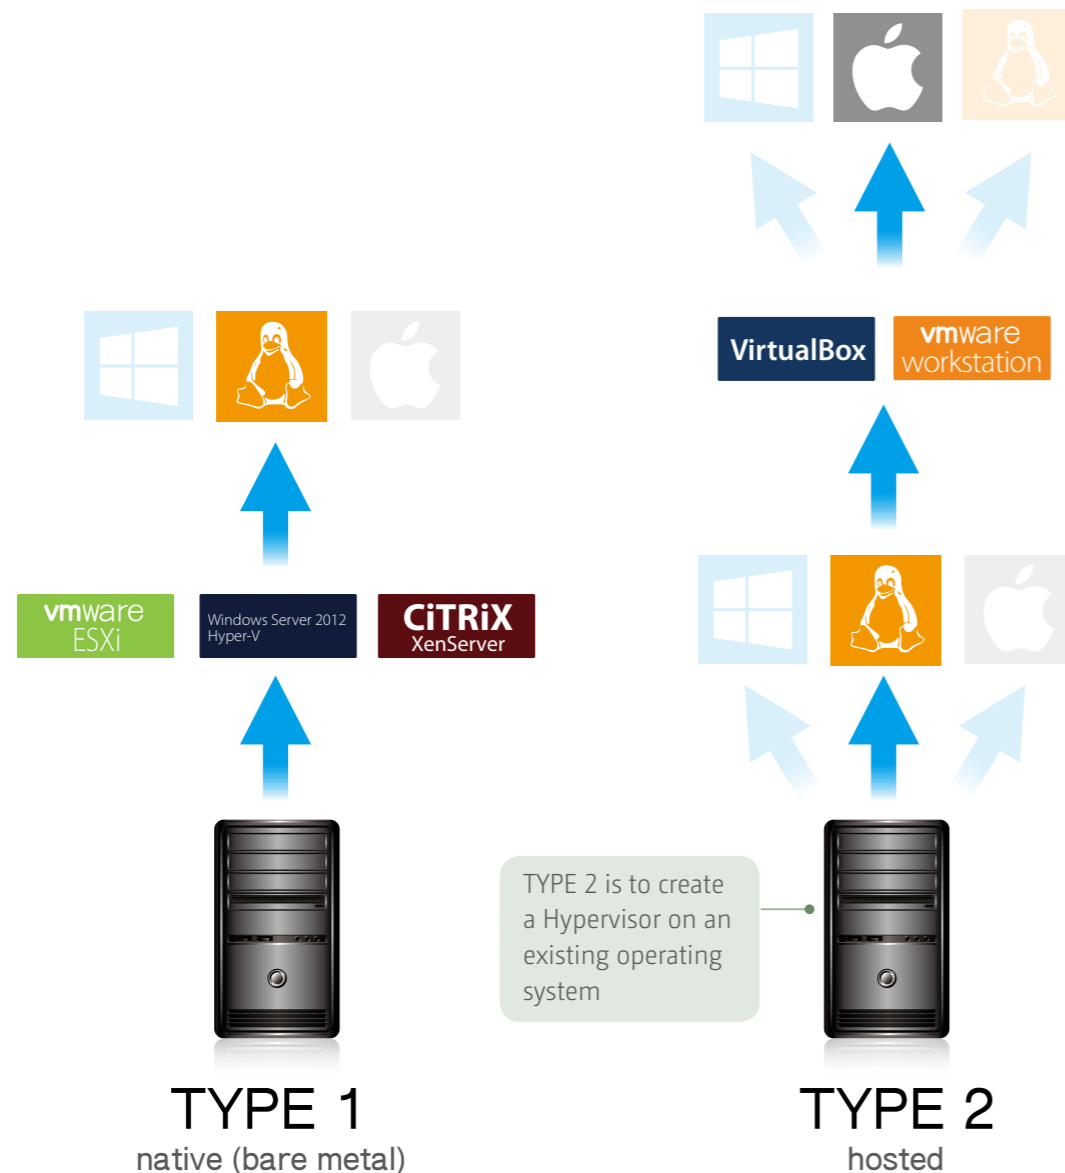 VirtualBox
vmware
workstation
vmware
ESXi
Windows Server 2012
Hyper-V
CiTRiX
XenServer
TYPE 2 is to create
a Hypervisor on an
existing operating
system
TYPE 1
native (bare metal)
TYPE 2
hosted